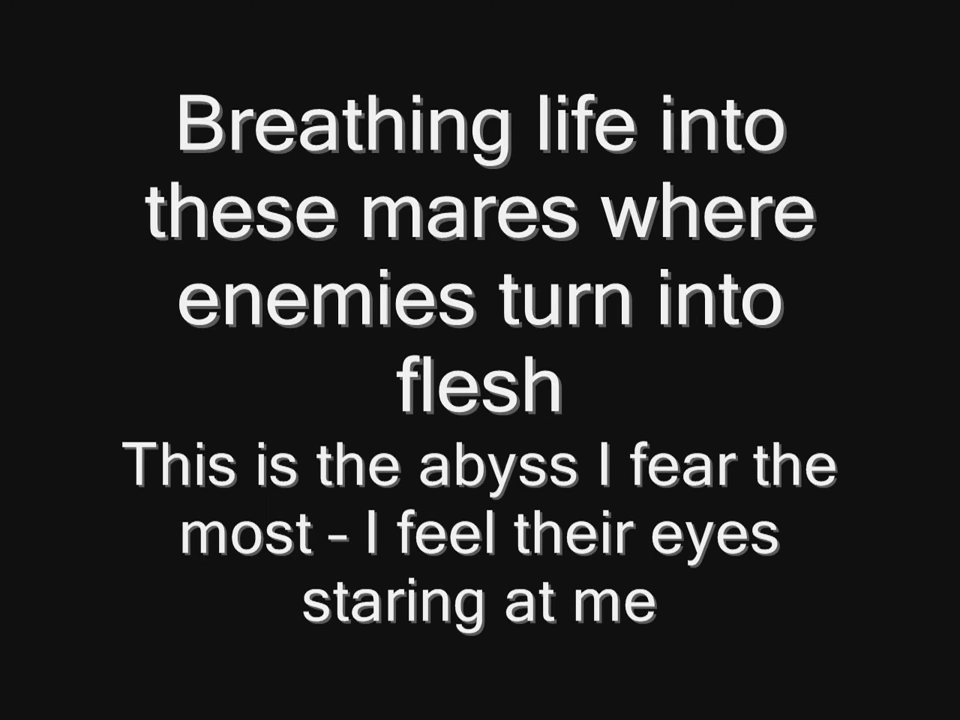 Breathing life into
these mares where
enemies turn into
flesh
This is the abyss I fear the
most - I feel their eyes
staring at me